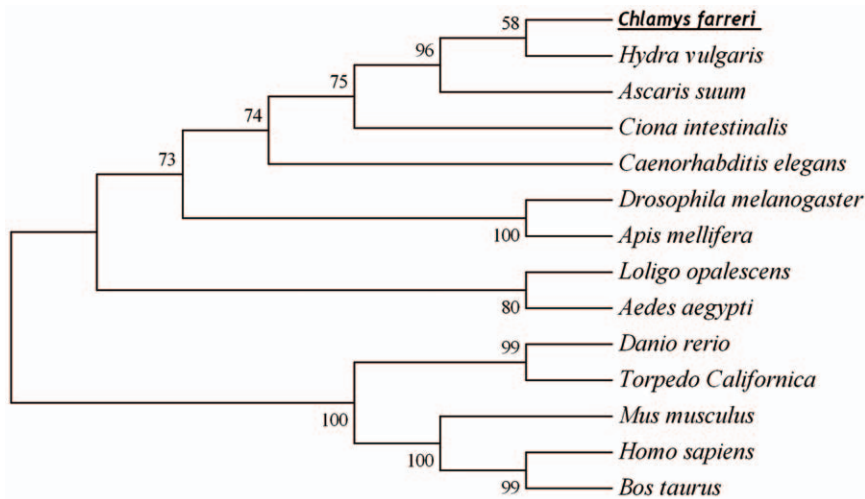 58
Chlamys farreri
Hydra vulgaris
96
Ascaris suum
75
Ciona intestinalis
74
Caenorhabditis elegans
73
Drosophila melanogaster
100
Apis mellifera
Loligo opalescens
80
Aedes aegypti
99
Danio rerio
Torpedo Californica
100
Mus musculus
100
Homo sapiens
99
Bos taurus